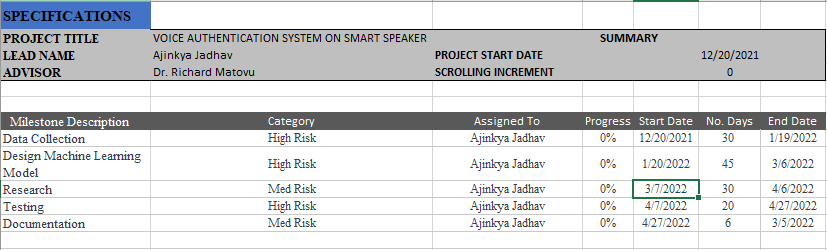 SPECIFICATIONS
PROJECT TITLE VOICE AUTHENTICATION SYSTEM ON SMART SPEAKER SUMMARY
LEAD NAME Ajinkya Jadhav PROJECT START DATE 12/20/2021
ADVISOR Dr. Richard Matovu SCROLLING INCREMENT 0
Milestone Description Category Assigned To Progress Start Date No. Days End Date
Data Collection High Risk Ajinkya Jadhav 0% 12/20/2021 30 1/19/2022
Design Machine Learning
Model High Risk Ajinkya Jadhav 0% 1/20/2022 45 3/6/2022
Research Med Risk Ajinkya Jadhav 0% 3/7/2022 30 4/6/2022
Testing High Risk Ajinkya Jadhav 0% 4/7/2022 20 4/27/2022
Documentation Med Risk Ajinkya Jadhav 0% 4/27/2022 6 3/5/2022